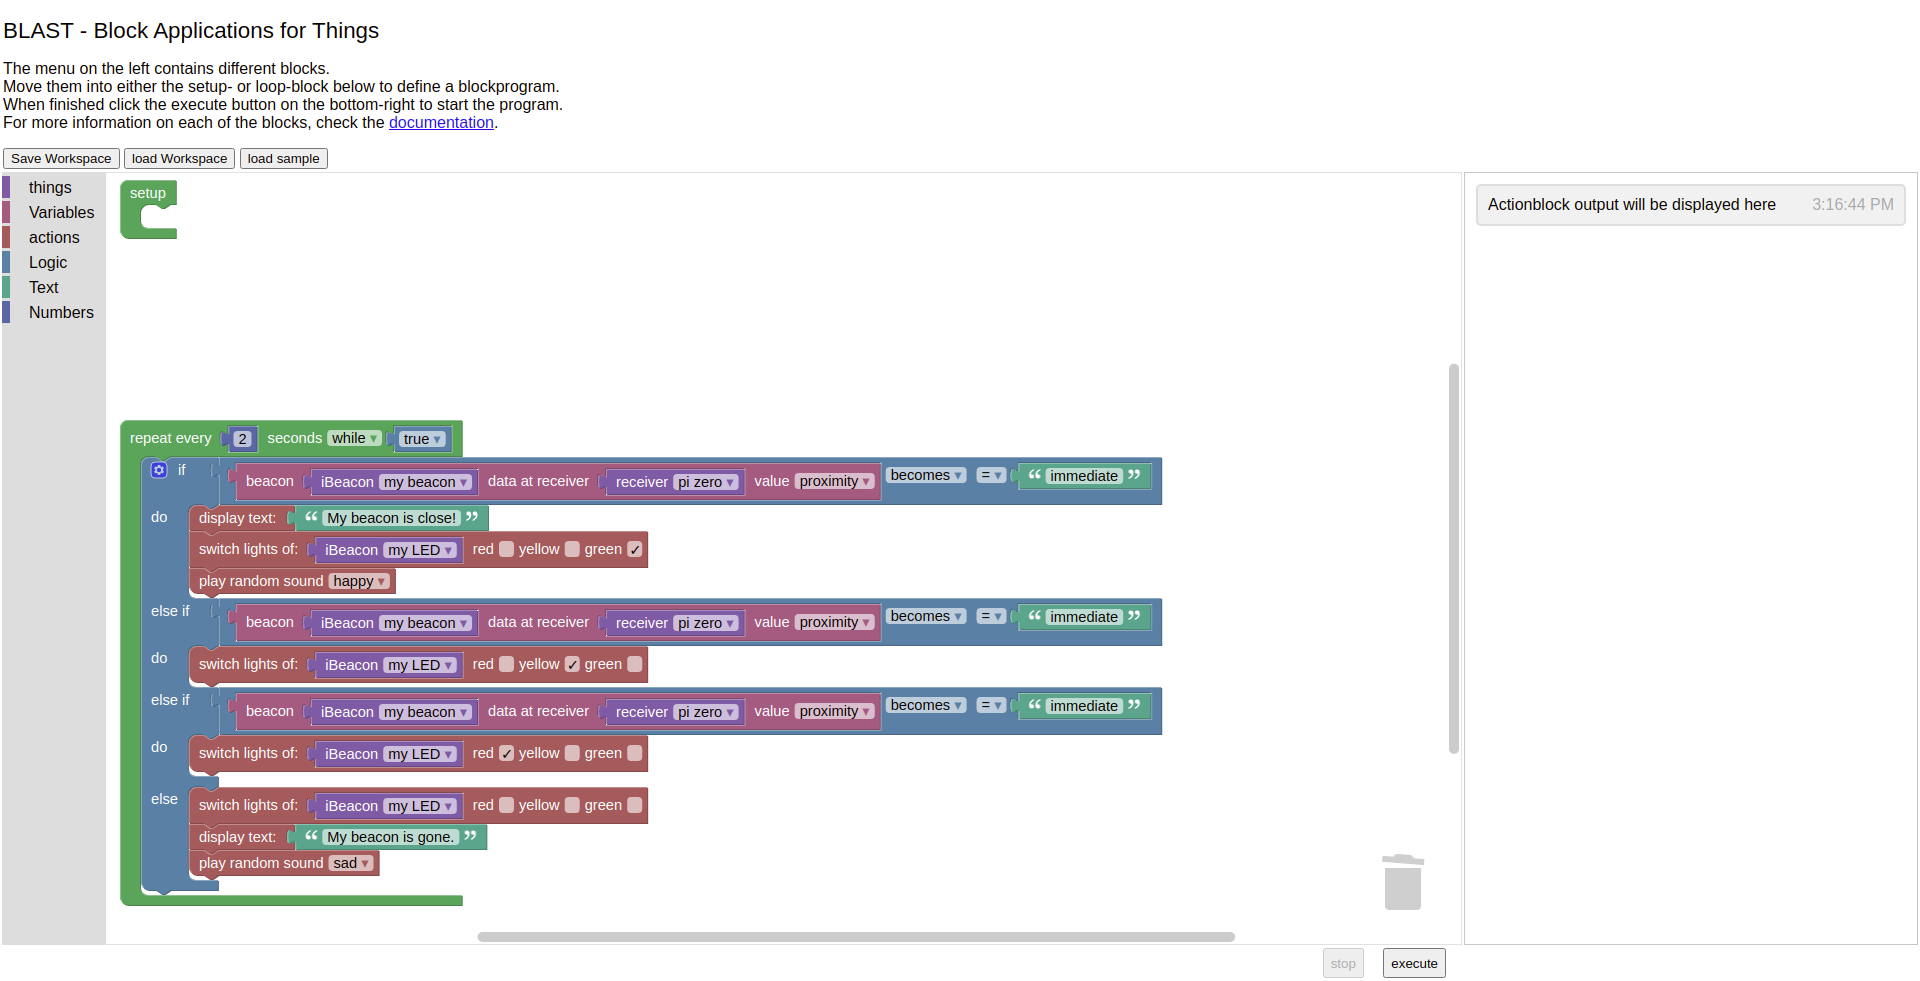 BLAST - Block Applications for Things
The menu on the left contains different blocks.
Move them into either the setup- or loop-block below to define a blockprogram.
When finished click the execute button on the bottom-right to start the program.
For more information on each of the blocks, check the documentation.
Save Workspace load Workspace load sample
things
Variables
actions
Logic
Text
Numbers
setup
repeat every 2 seconds while ▾ true ▾
if beacon iBeacon my beacon ▾ data at receiver receiver pi zero ▾ value proximity ▾ becomes ▾ = ▾ “ immediate ”
do display text: “ My beacon is close! ”
switch lights of: iBeacon my LED ▾ red yellow green ✓
play random sound happy ▾
else if beacon iBeacon my beacon ▾ data at receiver receiver pi zero ▾ value proximity ▾ becomes ▾ = ▾ “ immediate ”
do switch lights of: iBeacon my LED ▾ red yellow ✓ green
else if beacon iBeacon my beacon ▾ data at receiver receiver pi zero ▾ value proximity ▾ becomes ▾ = ▾ “ immediate ”
do switch lights of: iBeacon my LED ▾ red ✓ yellow green
else switch lights of: iBeacon my LED ▾ red yellow green
display text: “ My beacon is gone. ”
play random sound sad ▾
Actionblock output will be displayed here 3:16:44 PM
stop execute